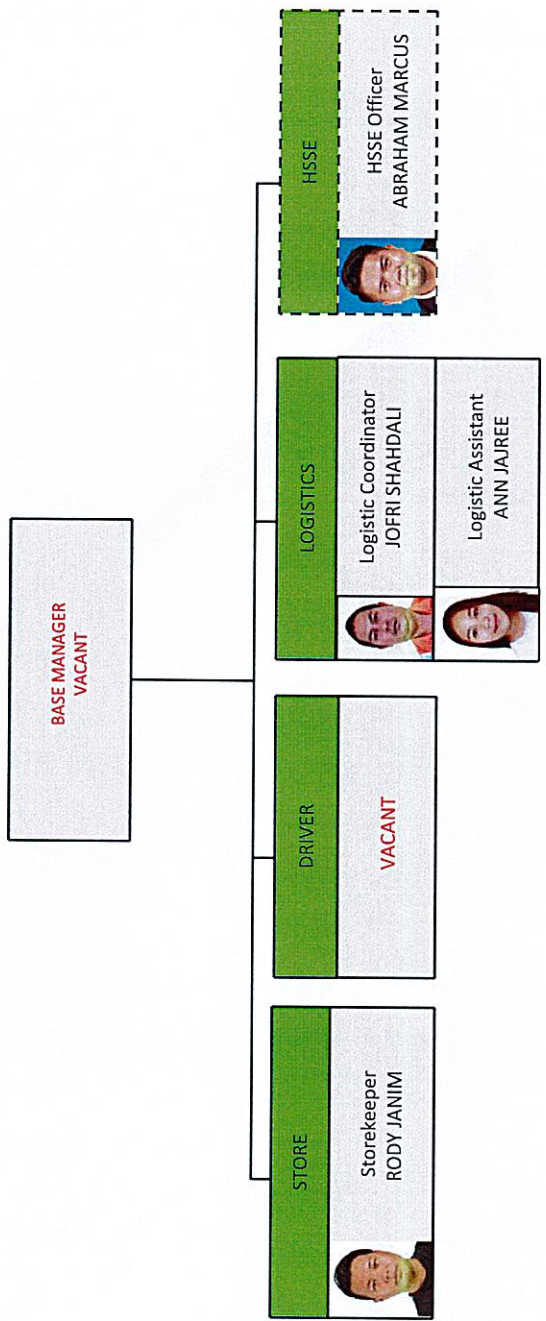 BASE MANAGER
VACANT
STORE
Storekeeper
RODY JANIM
DRIVER
VACANT
LOGISTICS
Logistic Coordinator
JOFRI SHAHDALI
Logistic Assistant
ANN JAJREE
HSSE
HSSE Officer
ABRAHAM MARCUS